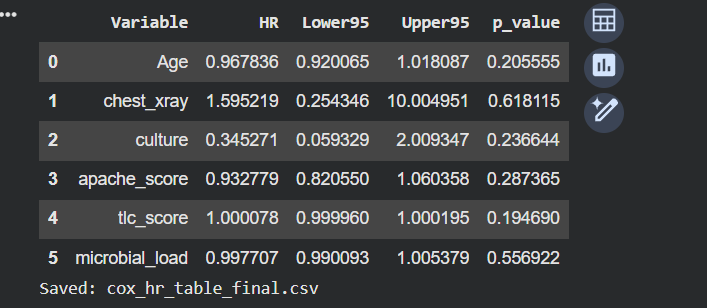 Variable HR Lower95 Upper95 p_value
0 Age 0.967836 0.920065 1.018087 0.205555
1 chest_xray 1.595219 0.254346 10.004951 0.618115
2 culture 0.345271 0.059329 2.009347 0.236644
3 apache_score 0.932779 0.820550 1.060358 0.287365
4 tlc_score 1.000078 0.999960 1.000195 0.194690
5 microbial_load 0.997707 0.990093 1.005379 0.556922
Saved: cox_hr_table_final.csv